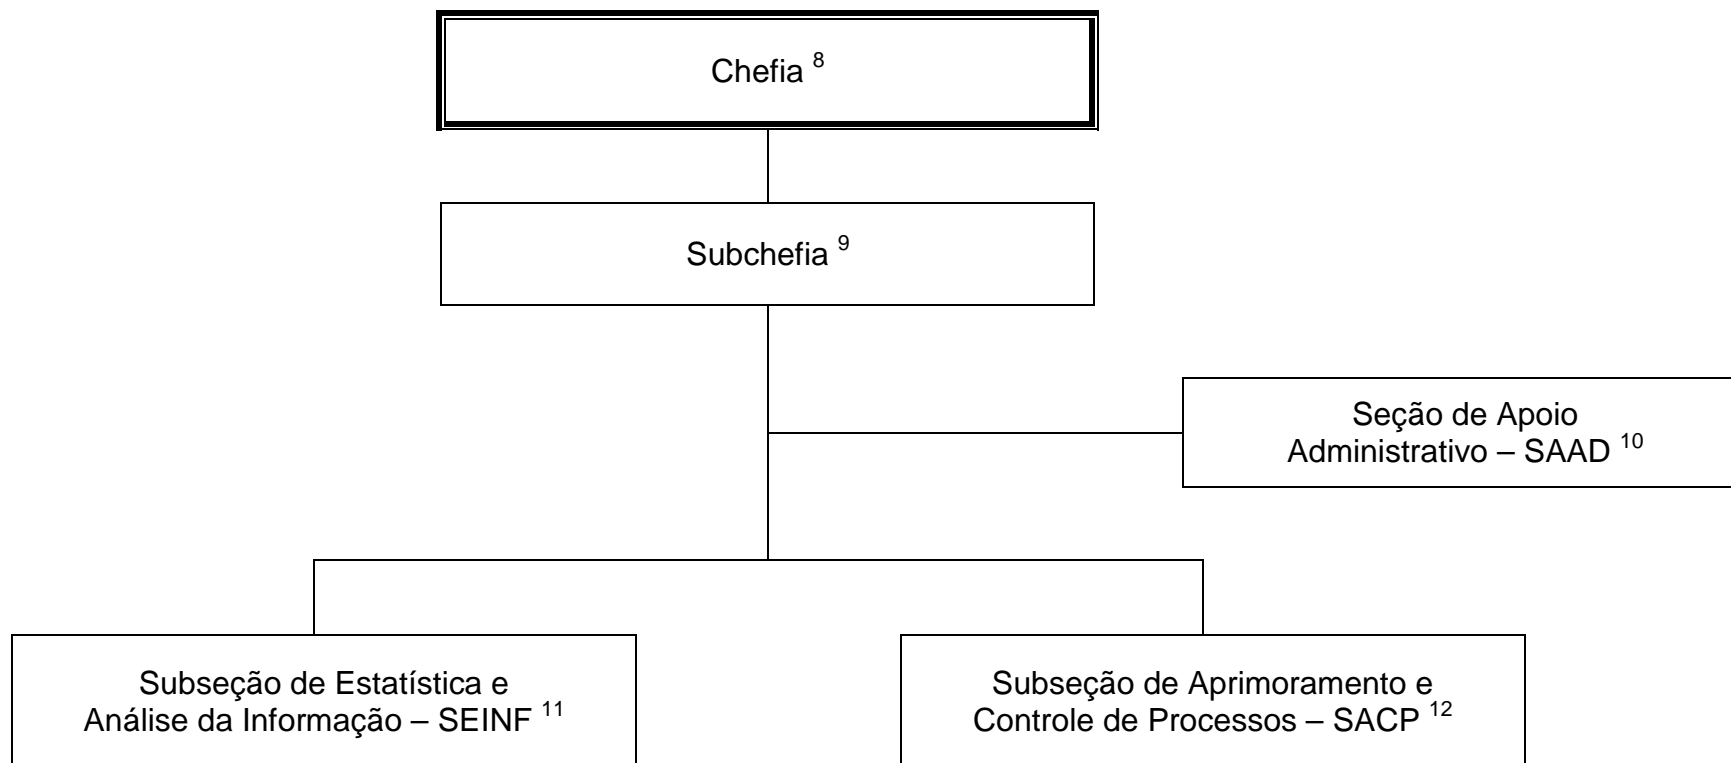 Chefia 8
Subchefia 9
Seção de Apoio
Administrativo – SAAD 10
Subseção de Estatística e
Análise da Informação – SEINF 11
Subseção de Aprimoramento e
Controle de Processos – SACP 12